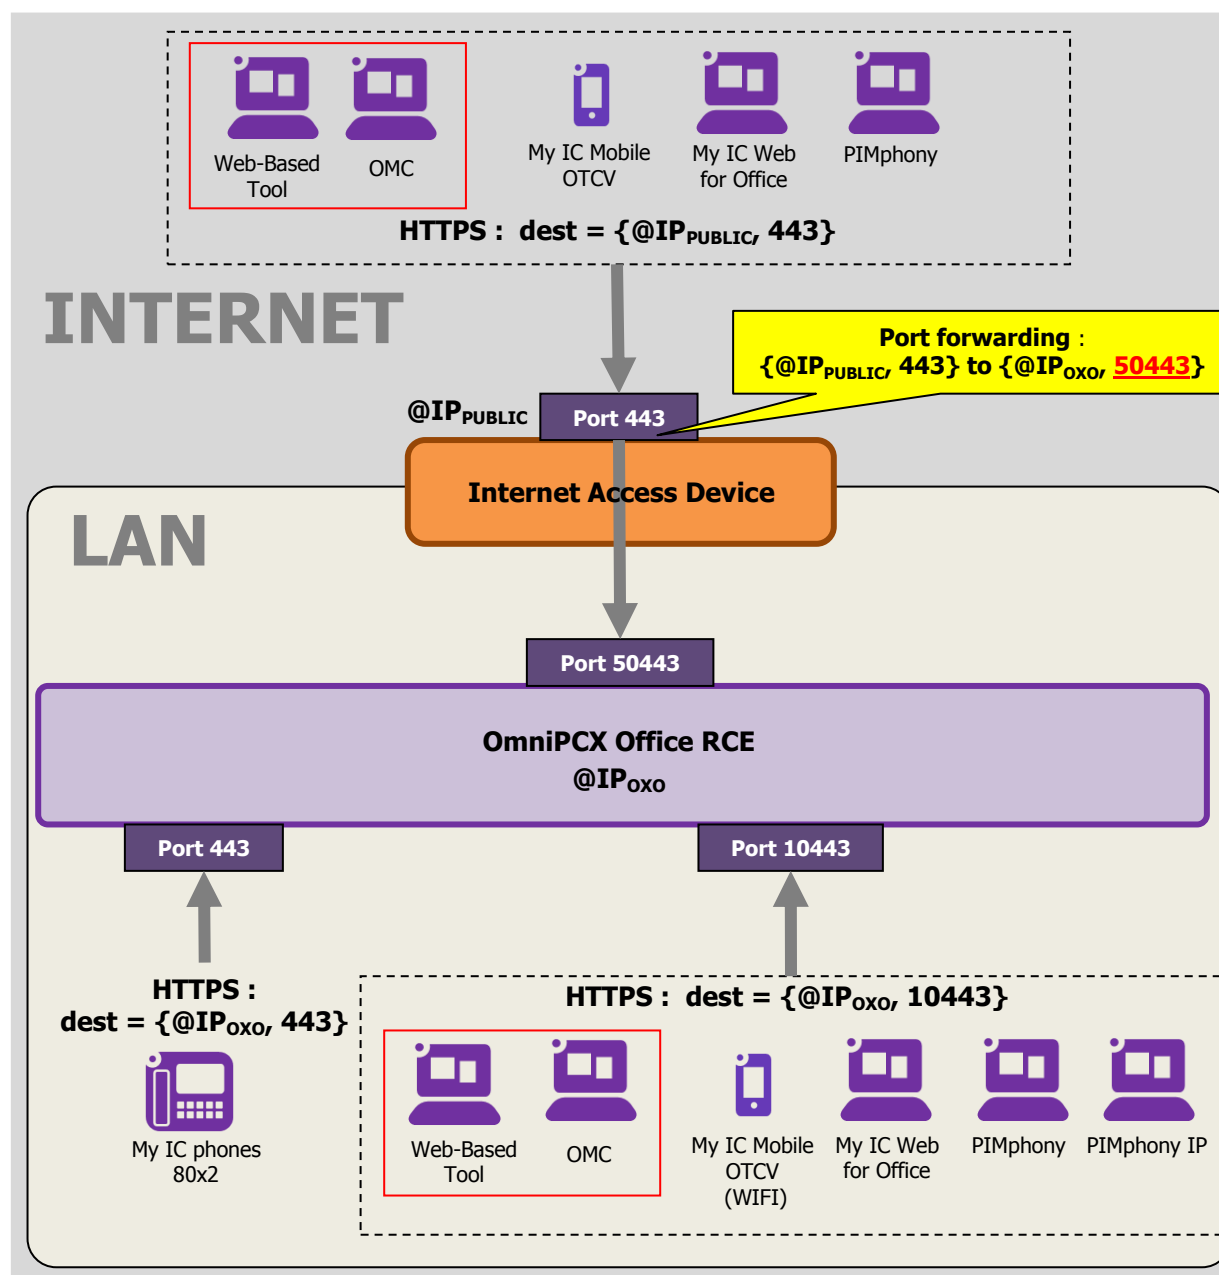 Web-Based
Tool
OMC
My IC Mobile
OTCV
My IC Web
for Office
PIMphony
HTTPS : dest = {@IPPUBLIC, 443}
INTERNET
Port forwarding :
{@IPPUBLIC, 443} to {@IPOXO, 50443}
@IPPUBLIC
Port 443
Internet Access Device
LAN
Port 50443
OmniPCX Office RCE
@IPOXO
Port 443
Port 10443
HTTPS :
dest = {@IPOXO, 443}
HTTPS : dest = {@IPOXO, 10443}
My IC phones
80x2
Web-Based
Tool
OMC
My IC Mobile
OTCV
(WIFI)
My IC Web
for Office
PIMphony
PIMphony IP